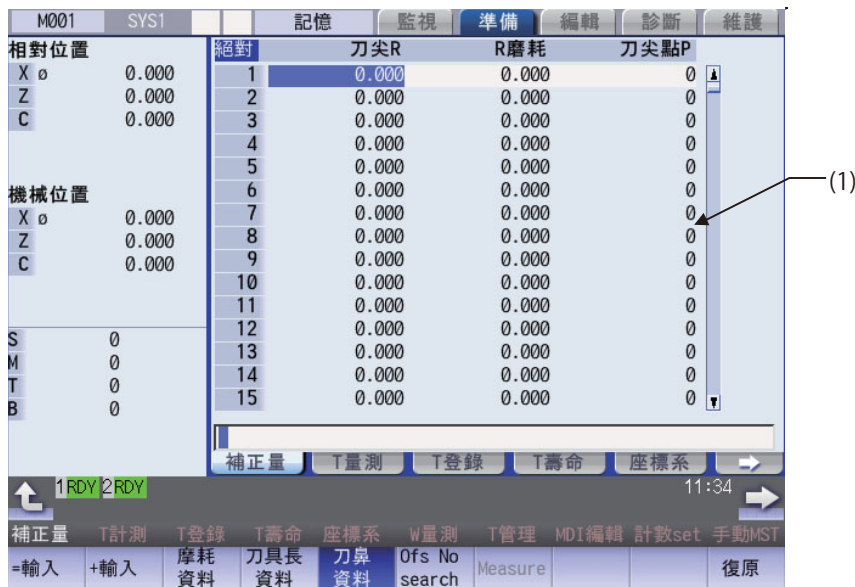 M001 SYS1 記憶 監視 準備 編輯 診斷 維護
相對位置
X ø 0.000
Z 0.000
C 0.000
機械位置
X ø 0.000
Z 0.000
C 0.000
S 0
M 0
T 0
B 0
絕對 刀尖R R磨耗 刀尖點P
1 0.000 0.000 0
2 0.000 0.000 0
3 0.000 0.000 0
4 0.000 0.000 0
5 0.000 0.000 0
6 0.000 0.000 0
7 0.000 0.000 0
8 0.000 0.000 0
9 0.000 0.000 0
10 0.000 0.000 0
11 0.000 0.000 0
12 0.000 0.000 0
13 0.000 0.000 0
14 0.000 0.000 0
15 0.000 0.000 0
(1)
補正量 T量測 T登錄 T壽命 座標系
1 RDY 2 RDY 11:34
補正量 T計測 T登錄 T壽命 座標系 W量測 T管理 MDI編輯 計數set 手動MST
=輸入 +輸入 摩耗 刀具長 刀鼻 Ofs No Measure 復原
資料 資料 資料 search